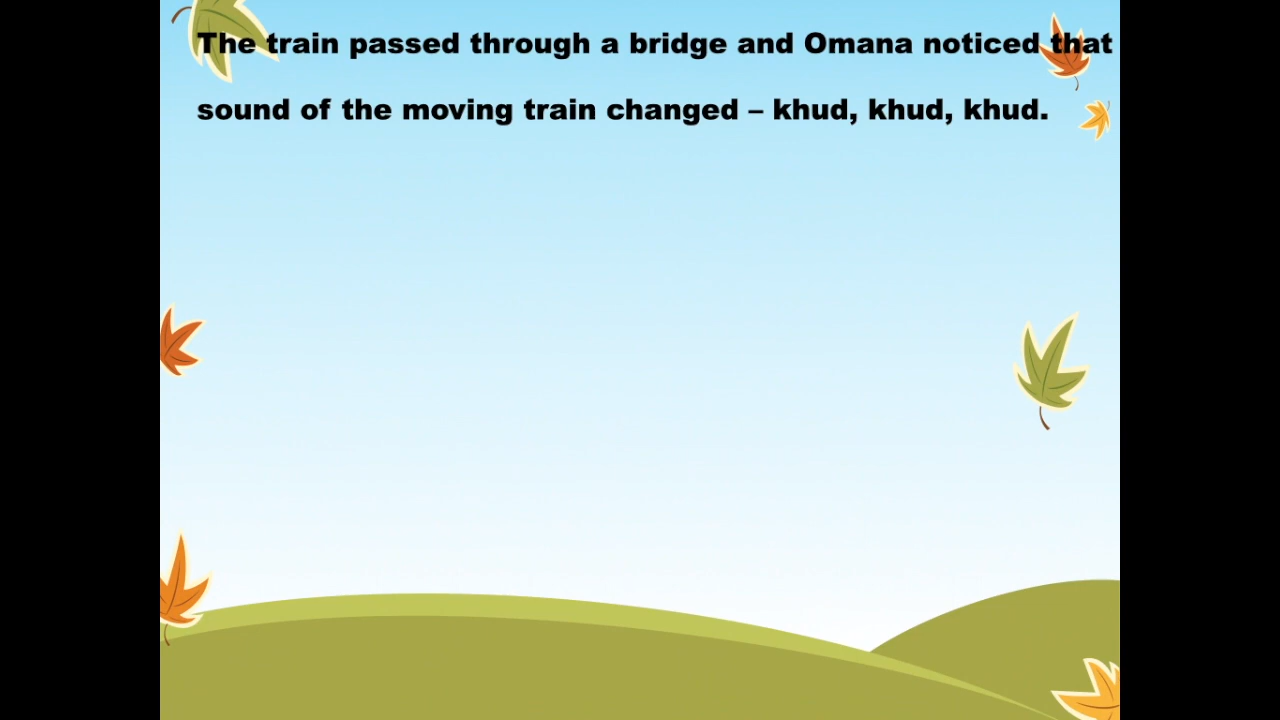 The train passed through a bridge and Omana noticed that
sound of the moving train changed – khud, khud, khud.